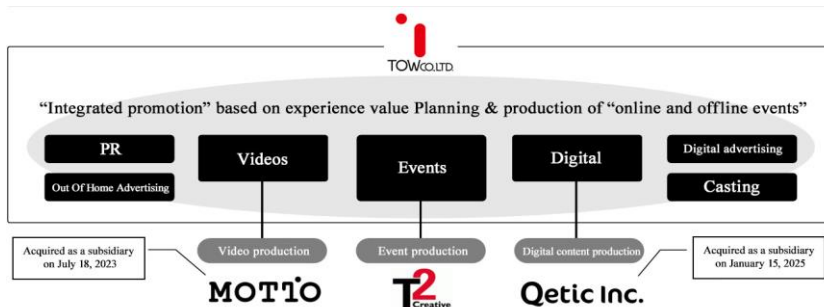 TOWCO.LTD.
“Integrated promotion” based on experience value Planning & production of “online and offline events”
PR
Videos
Events
Digital
Digital advertising
Out Of Home Advertising
Casting
Acquired as a subsidiary
on July 18, 2023
Video production
Event production
Digital content production
Acquired as a subsidiary
on January 15, 2025
MOTTO
T2
Creative
Qetic Inc.